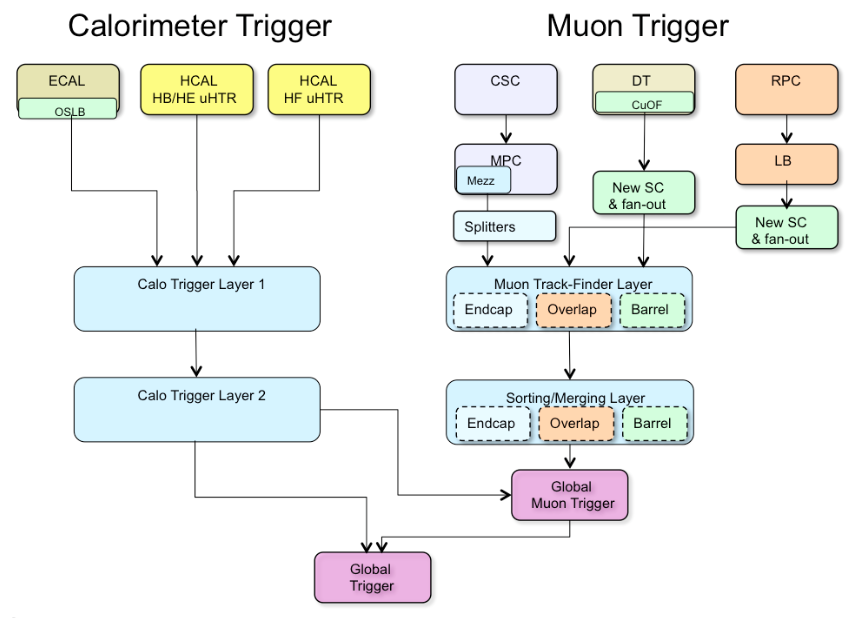 Calorimeter Trigger
Muon Trigger
ECAL
OSLB
HCAL
HB/HE uHTR
HCAL
HF uHTR
CSC
DT
CuOF
RPC
MPC
Mezz
LB
New SC
& fan-out
Splitters
New SC
& fan-out
Calo Trigger Layer 1
Muon Track-Finder Layer
Endcap
Overlap
Barrel
Calo Trigger Layer 2
Sorting/Merging Layer
Endcap
Overlap
Barrel
Global
Muon Trigger
Global
Trigger